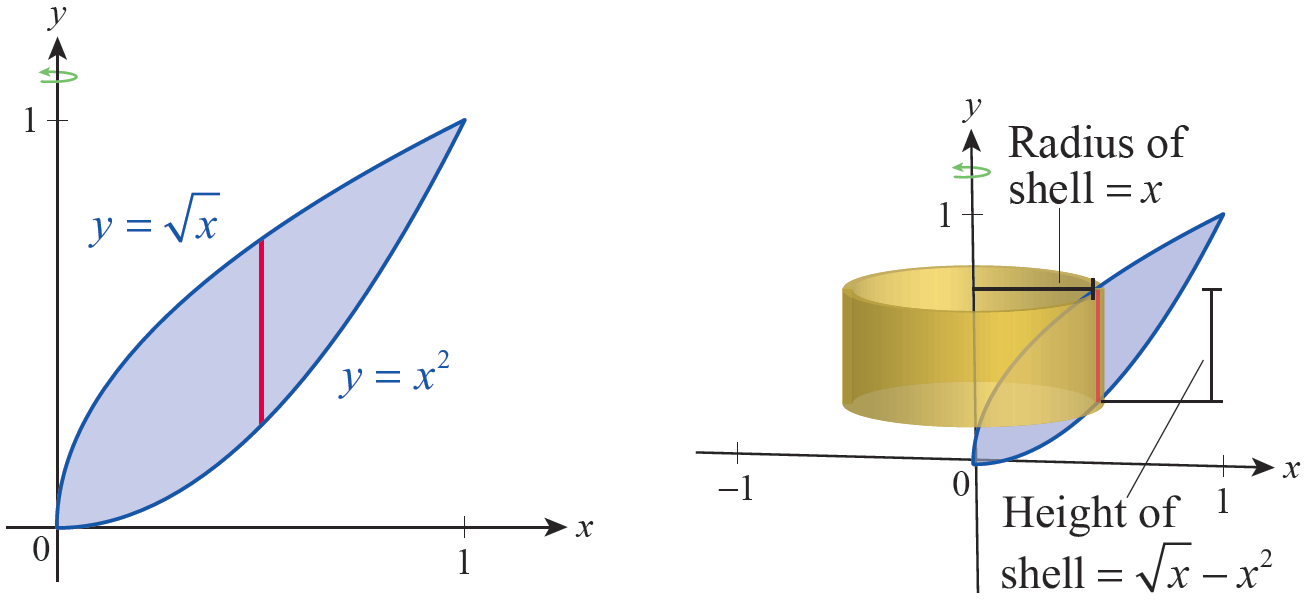 y
1
y = √x
y = x²
0
1
x
y
Radius of
shell = x
1
−1
0
1
x
Height of
shell = √x − x²